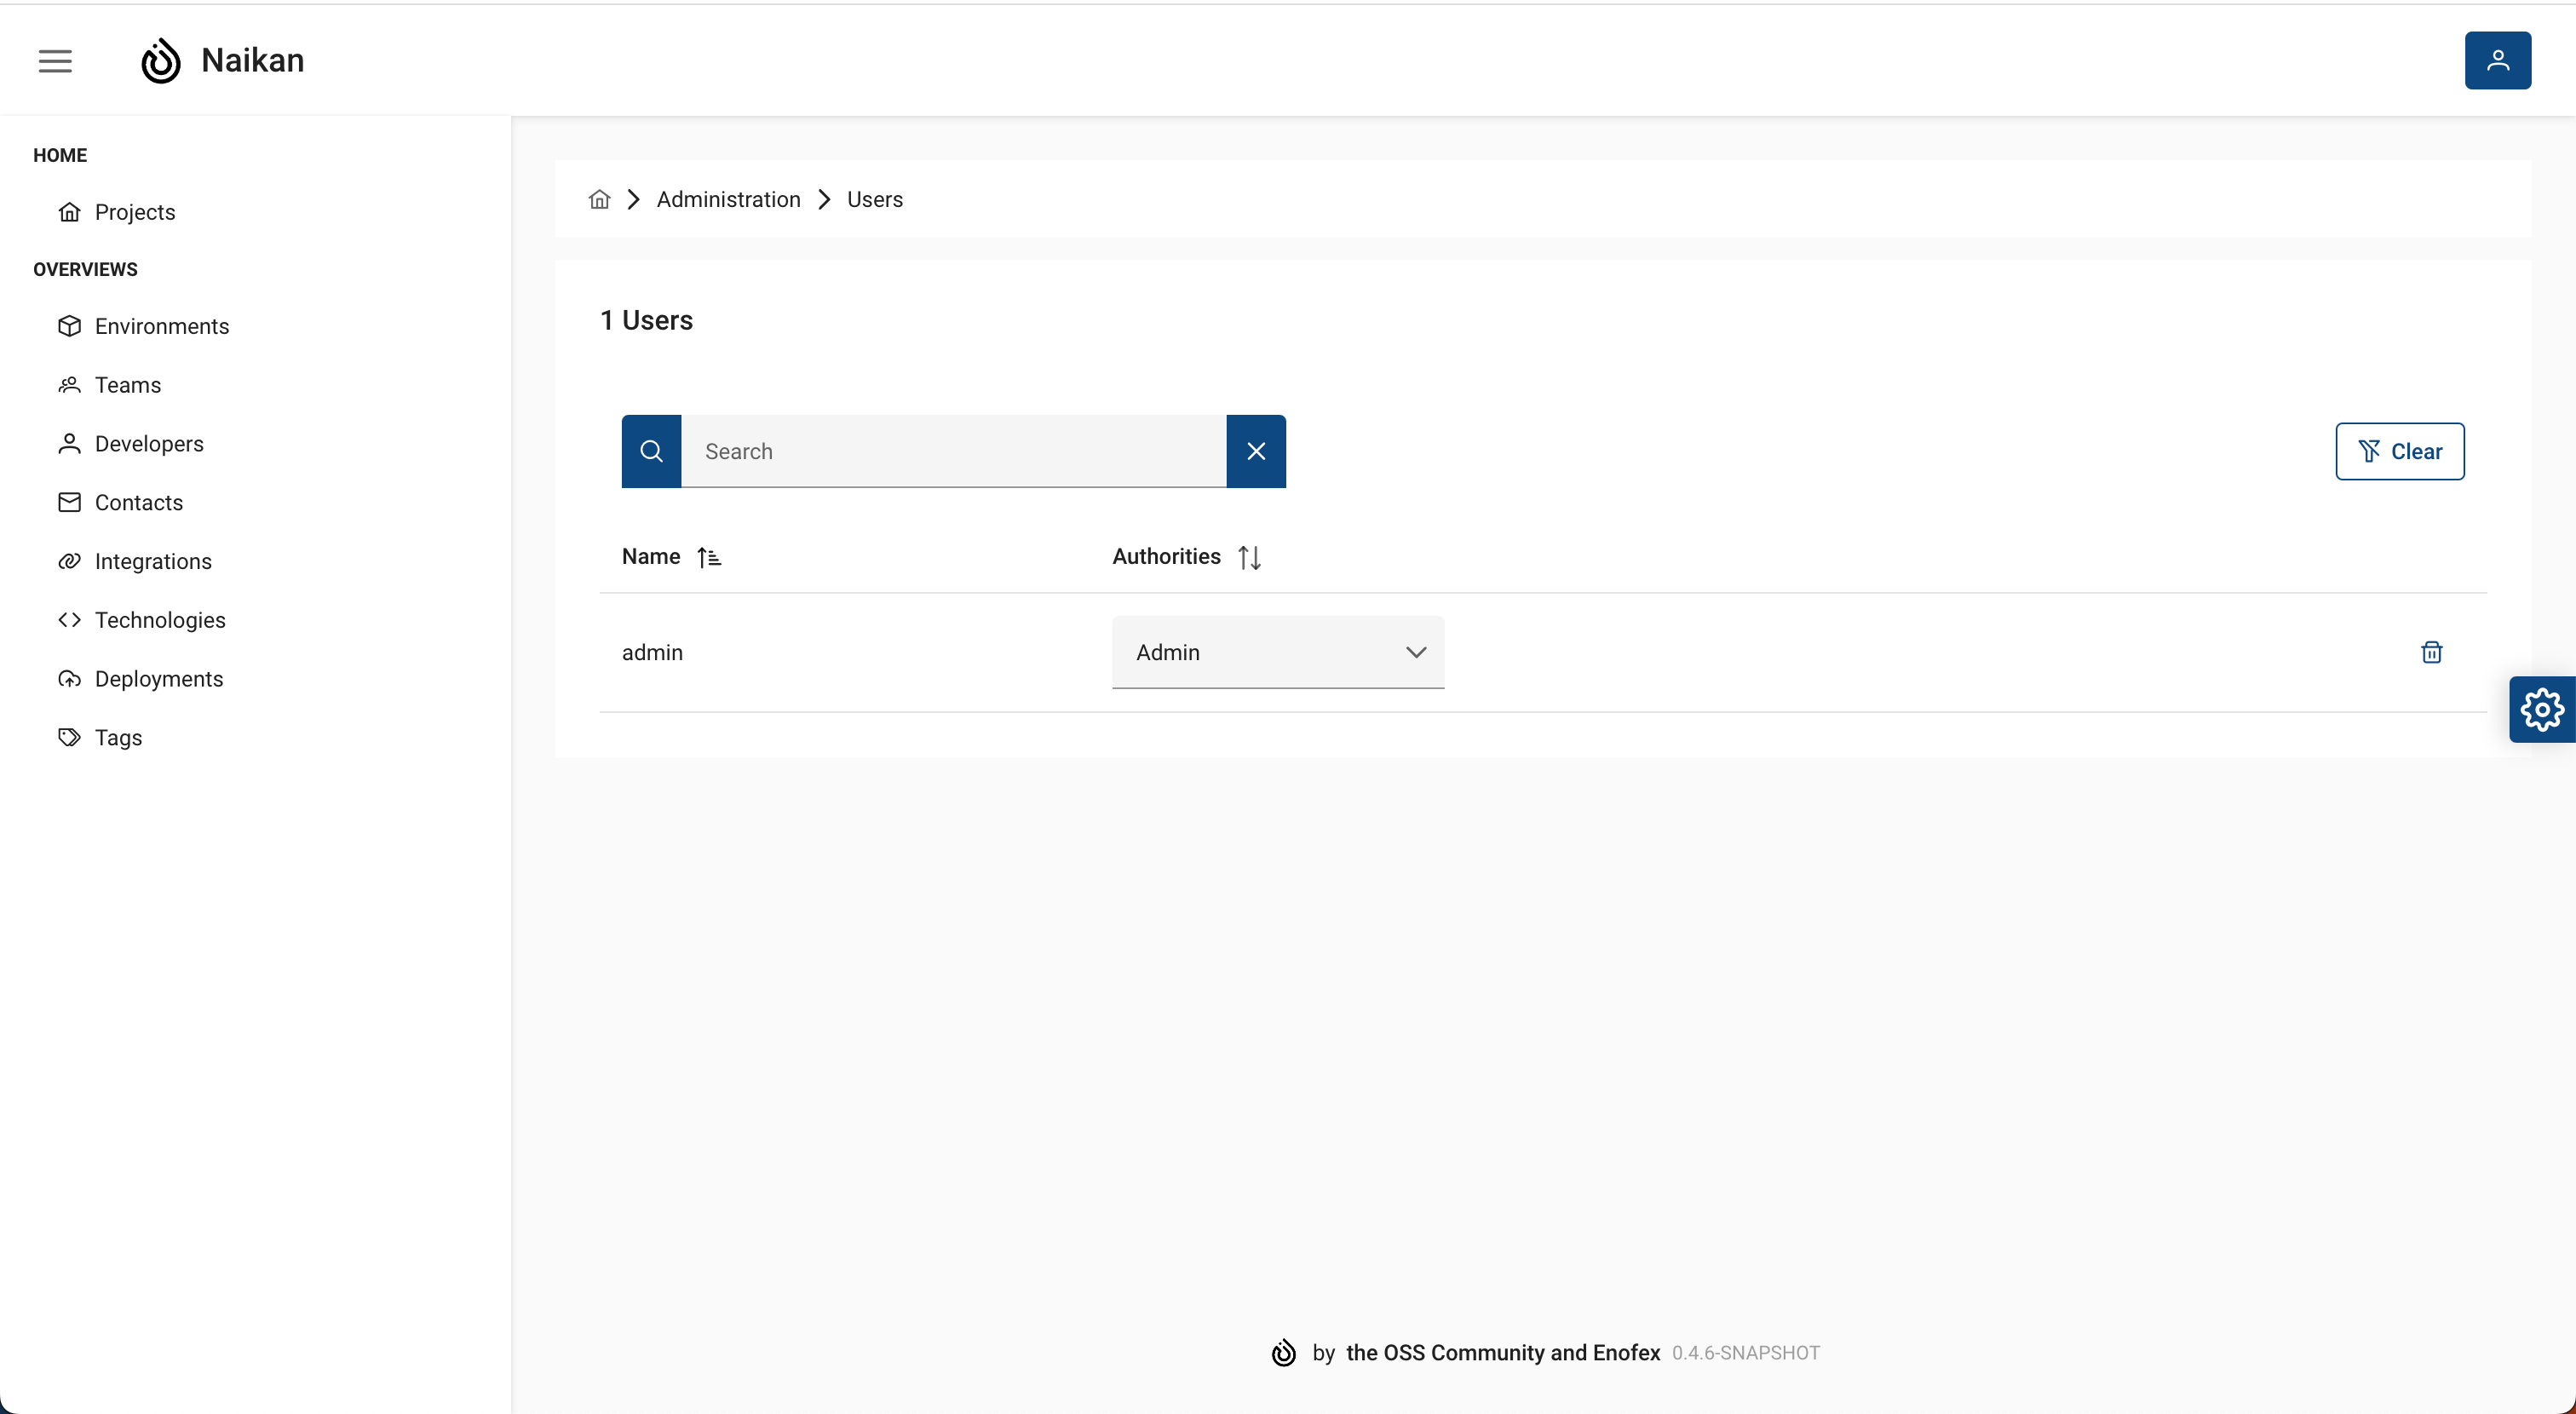 Naikan
HOME
Projects
OVERVIEWS
Environments
Teams
Developers
Contacts
Integrations
Technologies
Deployments
Tags
Administration Users
1 Users
Search
Clear
Name Authorities
admin Admin
by the OSS Community and Enofex 0.4.6-SNAPSHOT